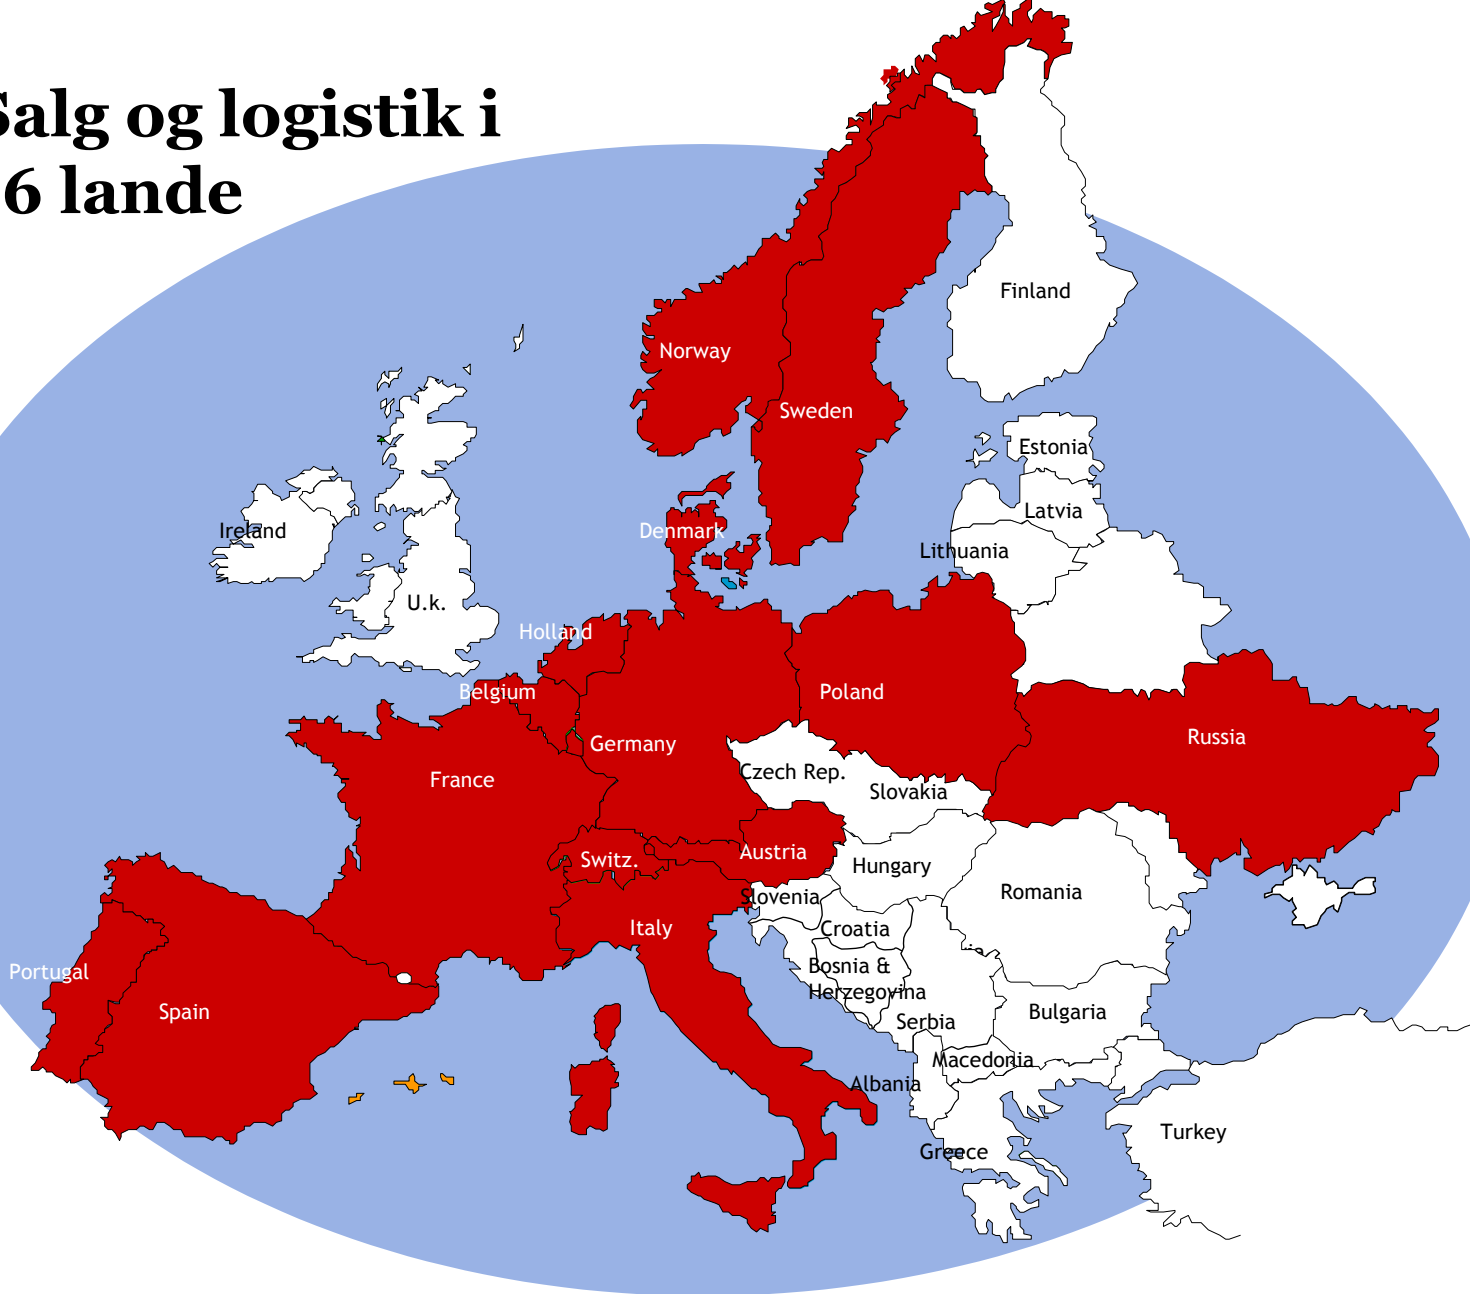 Salg og logistik i
6 lande
Finland
Norway
Sweden
Estonia
Latvia
Ireland
Denmark
Lithuania
U.k.
Holland
Belgium
Poland
Russia
Germany
France
Czech Rep.
Slovakia
Switz.
Austria
Hungary
Romania
Slovenia
Italy
Croatia
Portugal
Bosnia &
Herzegovina
Spain
Serbia
Bulgaria
Macedonia
Albania
Turkey
Greece